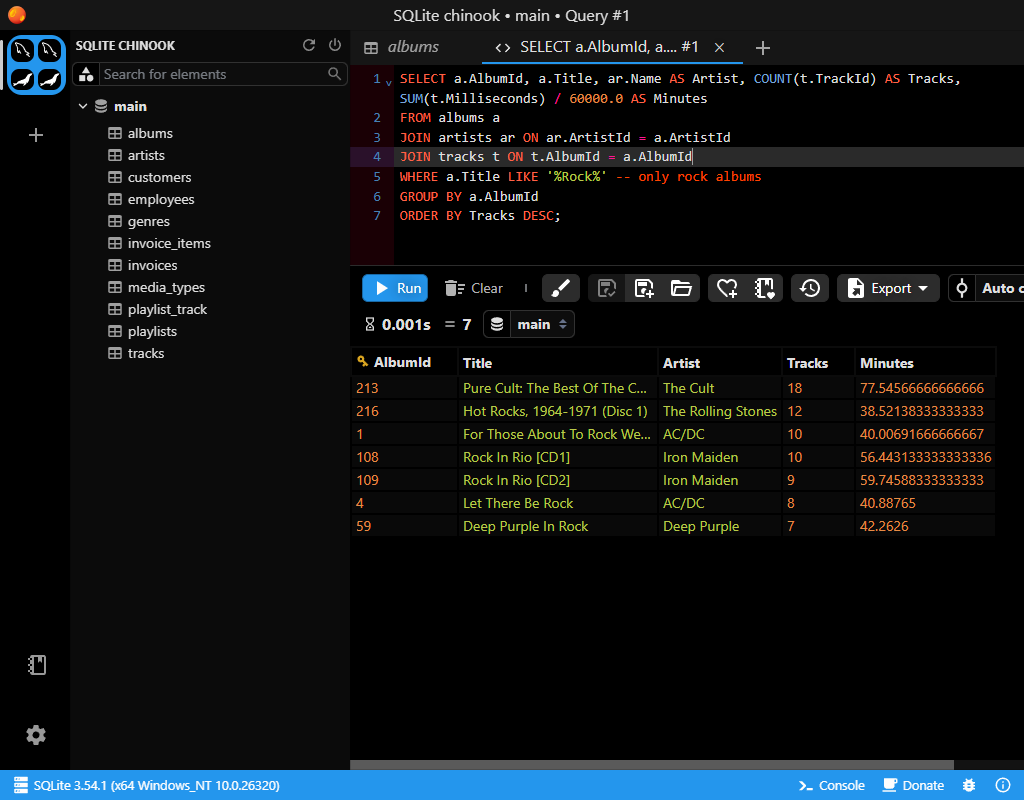 SQLite chinook • main • Query #1
SQLITE CHINOOK
Search for elements
main
albums
artists
customers
employees
genres
invoice_items
invoices
media_types
playlist_track
playlists
tracks
albums
SELECT a.AlbumId, a.... #1
1 SELECT a.AlbumId, a.Title, ar.Name AS Artist, COUNT(t.TrackId) AS Tracks,
SUM(t.Milliseconds) / 60000.0 AS Minutes
2 FROM albums a
3 JOIN artists ar ON ar.ArtistId = a.ArtistId
4 JOIN tracks t ON t.AlbumId = a.AlbumId
5 WHERE a.Title LIKE '%Rock%' -- only rock albums
6 GROUP BY a.AlbumId
7 ORDER BY Tracks DESC;
Run Clear Export Auto c
0.001s = 7 main
AlbumId Title Artist Tracks Minutes
213 Pure Cult: The Best Of The C... The Cult 18 77.54566666666666
216 Hot Rocks, 1964-1971 (Disc 1) The Rolling Stones 12 38.52138333333333
1 For Those About To Rock We... AC/DC 10 40.00691666666667
108 Rock In Rio [CD1] Iron Maiden 10 56.443133333333336
109 Rock In Rio [CD2] Iron Maiden 9 59.74588333333333
4 Let There Be Rock AC/DC 8 40.88765
59 Deep Purple In Rock Deep Purple 7 42.2626
SQLite 3.54.1 (x64 Windows_NT 10.0.26320)
Console Donate